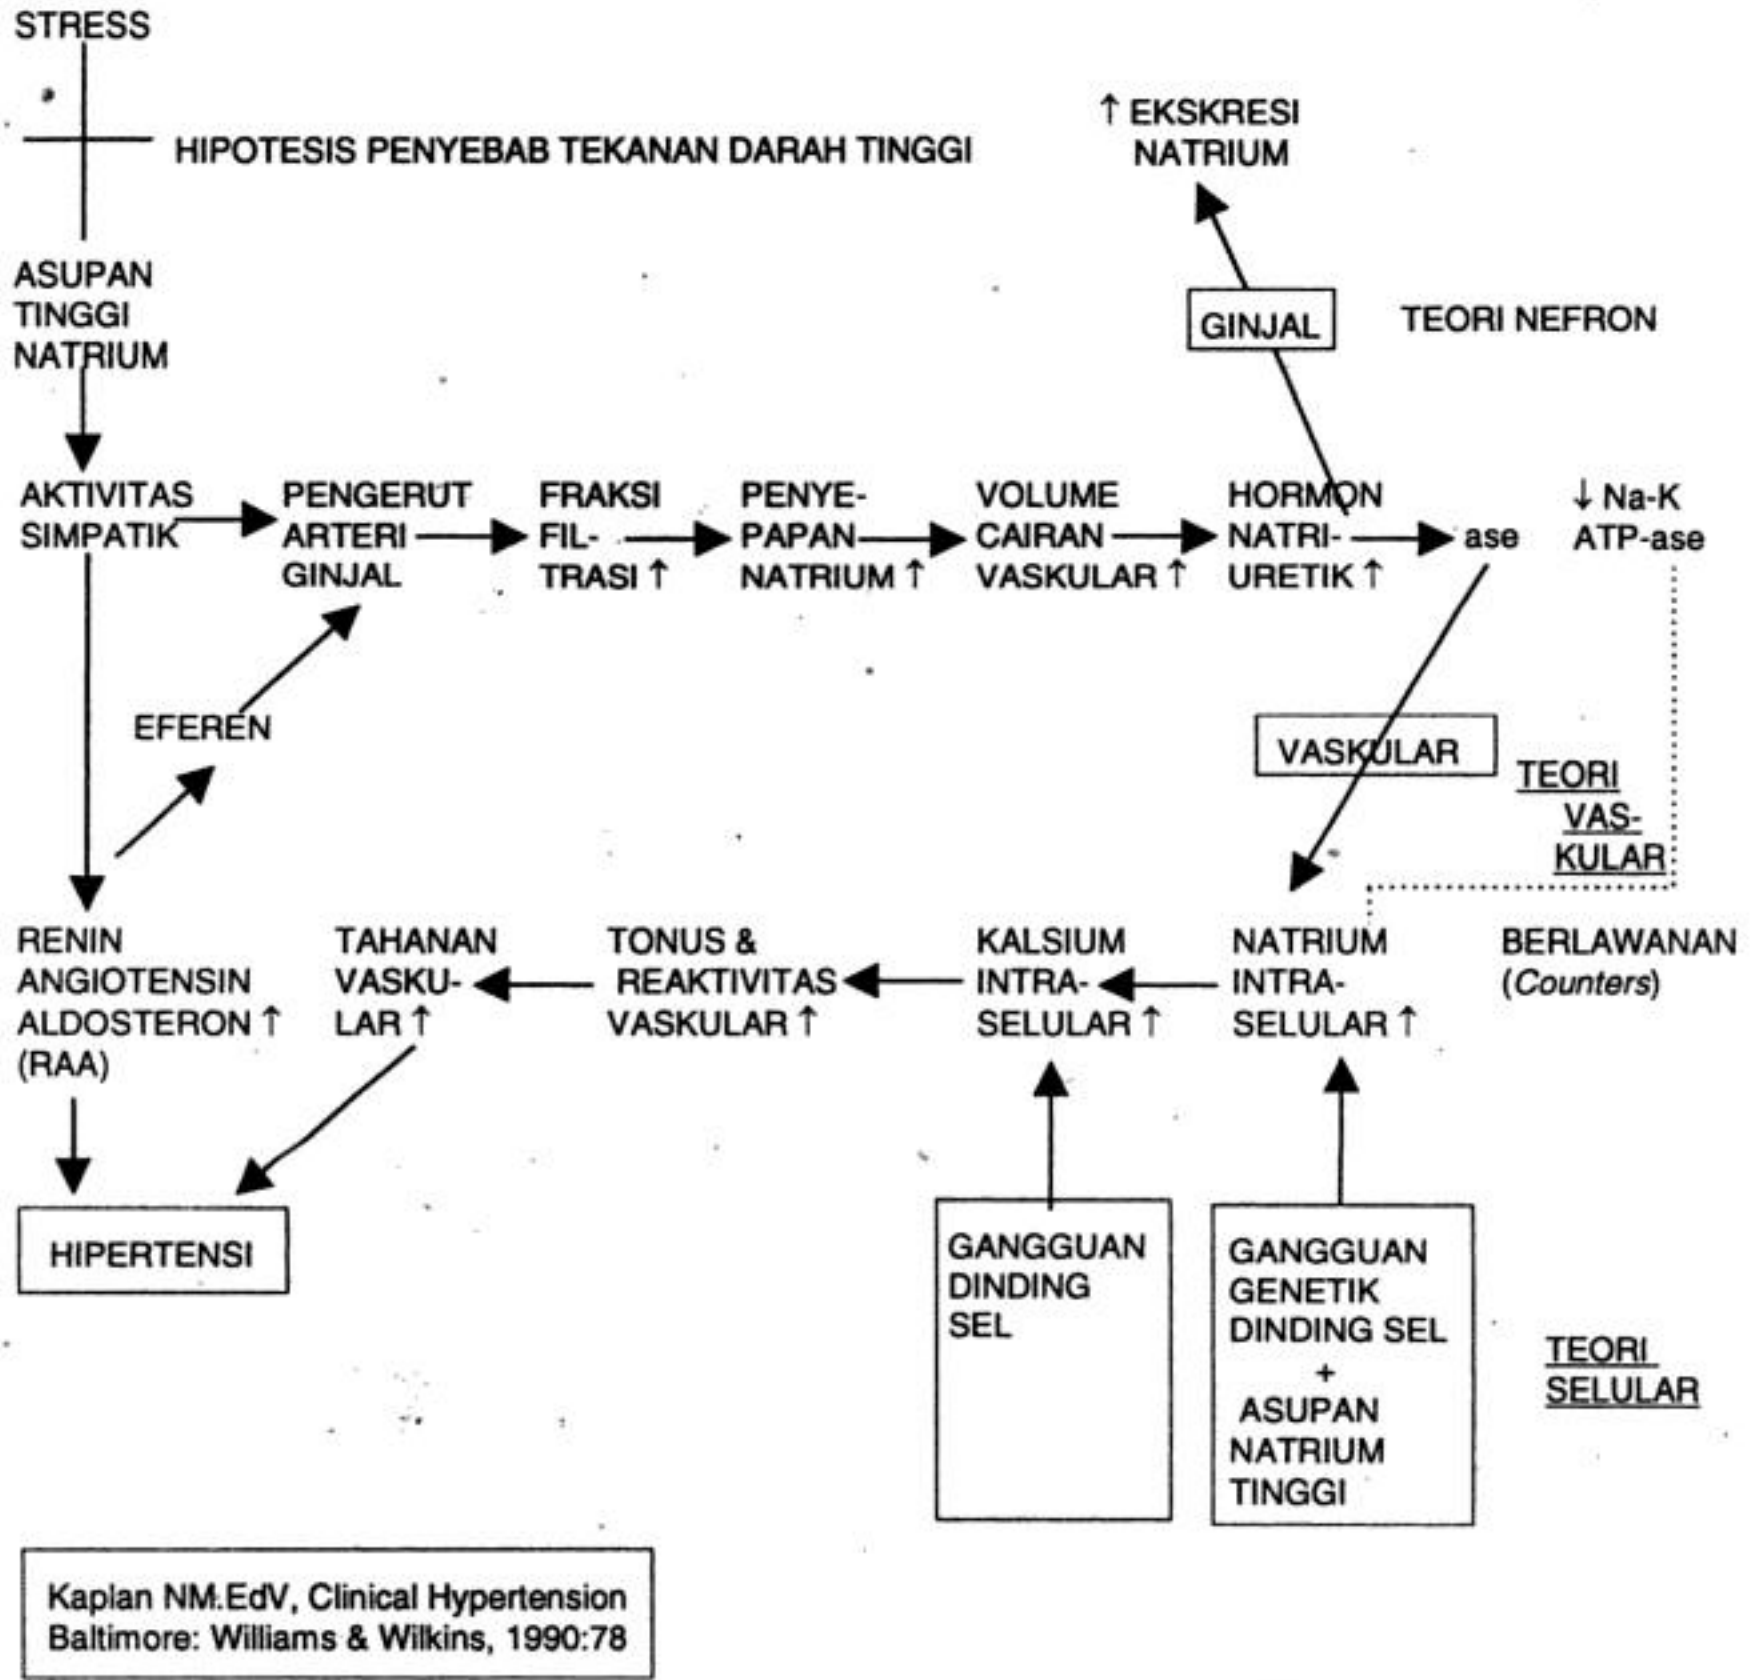 STRESS
HIPOTESIS PENYEBAB TEKANAN DARAH TINGGI
↑ EKSKRESI
NATRIUM
ASUPAN
TINGGI
NATRIUM
GINJAL
TEORI NEFRON
AKTIVITAS
SIMPATIK
PENGERUT
ARTERI
GINJAL
FRAKSI
FIL-
TRASI ↑
PENYE-
PAPAN
NATRIUM ↑
VOLUME
CAIRAN
VASKULAR ↑
HORMON
NATRI-
URETIK ↑
ase
↓ Na-K
ATP-ase
EFEREN
VASKULAR
TEORI
VAS-
KULAR
RENIN
ANGIOTENSIN
ALDOSTERON ↑
(RAA)
TAHANAN
VASKU-
LAR ↑
TONUS &
REAKTIVITAS
VASKULAR ↑
KALSIUM
INTRA-
SELULAR ↑
NATRIUM
INTRA-
SELULAR ↑
BERLAWANAN
(Counters)
HIPERTENSI
GANGGUAN
DINDING
SEL
GANGGUAN
GENETIK
DINDING SEL
+
ASUPAN
NATRIUM
TINGGI
TEORI
SELULAR
Kaplan NM.EdV, Clinical Hypertension
Baltimore: Williams & Wilkins, 1990:78